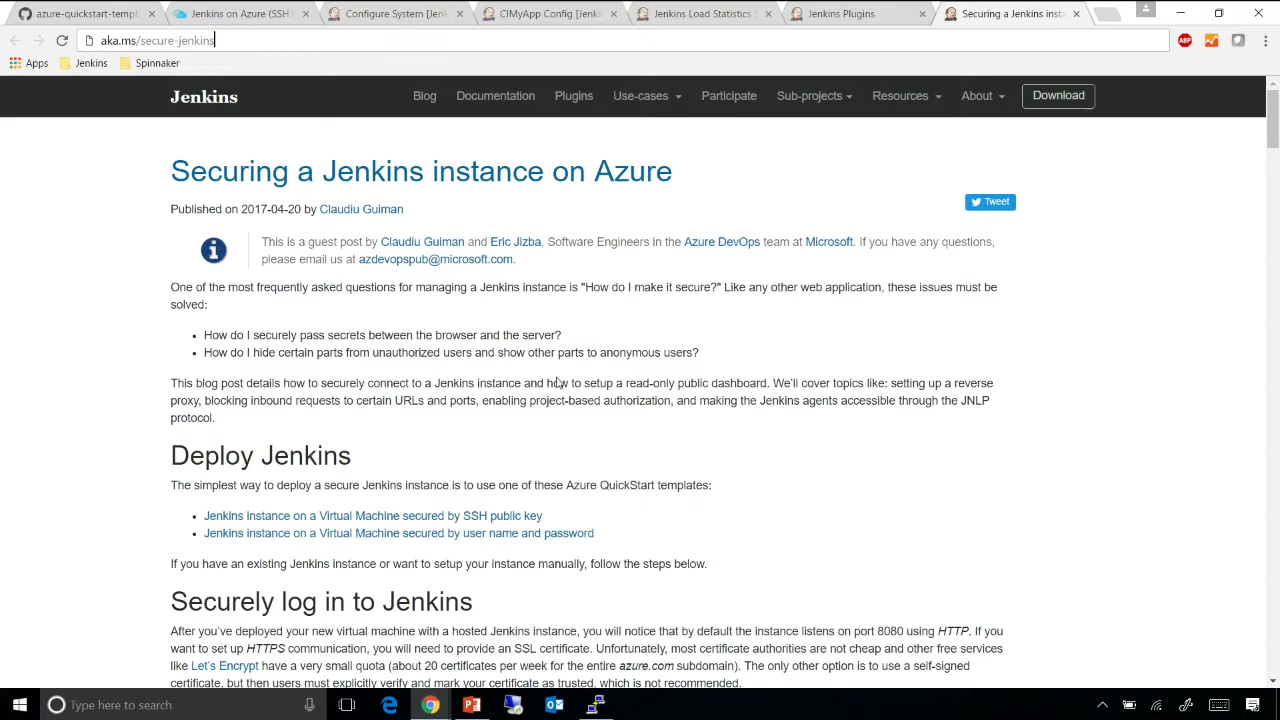 azure-quickstart-templ
Jenkins on Azure (SSH
Configure System [Jenk
CIMyApp Config [Jenkin
Jenkins Load Statistics
Jenkins Plugins
Securing a Jenkins insta
aka.ms/secure-jenkins
ABP
Apps
Jenkins
Spinnaker
Jenkins
Blog
Documentation
Plugins
Use-cases
Participate
Sub-projects
Resources
About
Download
Securing a Jenkins instance on Azure
Published on 2017-04-20 by Claudiu Guiman
Tweet
This is a guest post by Claudiu Guiman and Eric Jizba, Software Engineers in the Azure DevOps team at Microsoft. If you have any questions,
please email us at azdevopspub@microsoft.com.
One of the most frequently asked questions for managing a Jenkins instance is "How do I make it secure?" Like any other web application, these issues must be
solved:
• How do I securely pass secrets between the browser and the server?
• How do I hide certain parts from unauthorized users and show other parts to anonymous users?
This blog post details how to securely connect to a Jenkins instance and how to setup a read-only public dashboard. We'll cover topics like: setting up a reverse
proxy, blocking inbound requests to certain URLs and ports, enabling project-based authorization, and making the Jenkins agents accessible through the JNLP
protocol.
Deploy Jenkins
The simplest way to deploy a secure Jenkins instance is to use one of these Azure QuickStart templates:
• Jenkins instance on a Virtual Machine secured by SSH public key
• Jenkins instance on a Virtual Machine secured by user name and password
If you have an existing Jenkins instance or want to setup your instance manually, follow the steps below.
Securely log in to Jenkins
After you've deployed your new virtual machine with a hosted Jenkins instance, you will notice that by default the instance listens on port 8080 using HTTP. If you
want to set up HTTPS communication, you will need to provide an SSL certificate. Unfortunately, most certificate authorities are not cheap and other free services
like Let's Encrypt have a very small quota (about 20 certificates per week for the entire azure.com subdomain). The only other option is to use a self-signed
certificate, but then users must explicitly verify and mark your certificate as trusted, which is not recommended.
Type here to search